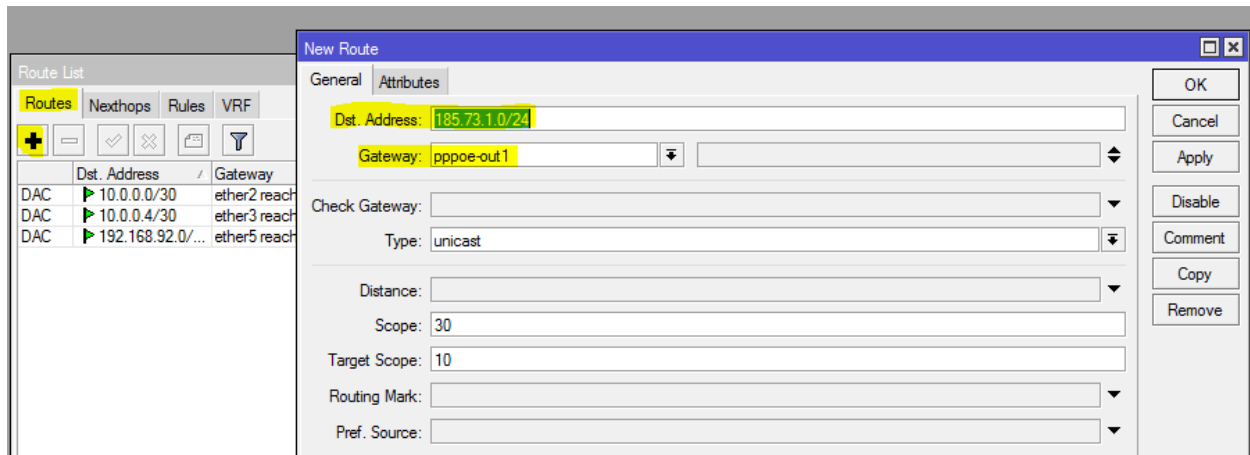 New Route
Route List
General Attributes
OK
Routes Nexthops Rules VRF
Dst. Address: 185.73.1.0/24
Cancel
Gateway: pppoe-out1
Apply
Dst. Address / Gateway
DAC 10.0.0.0/30 ether2 reach
DAC 10.0.0.4/30 ether3 reach
DAC 192.168.92.0/... ether5 reach
Check Gateway:
Disable
Type: unicast
Comment
Copy
Distance:
Remove
Scope: 30
Target Scope: 10
Routing Mark:
Pref. Source: